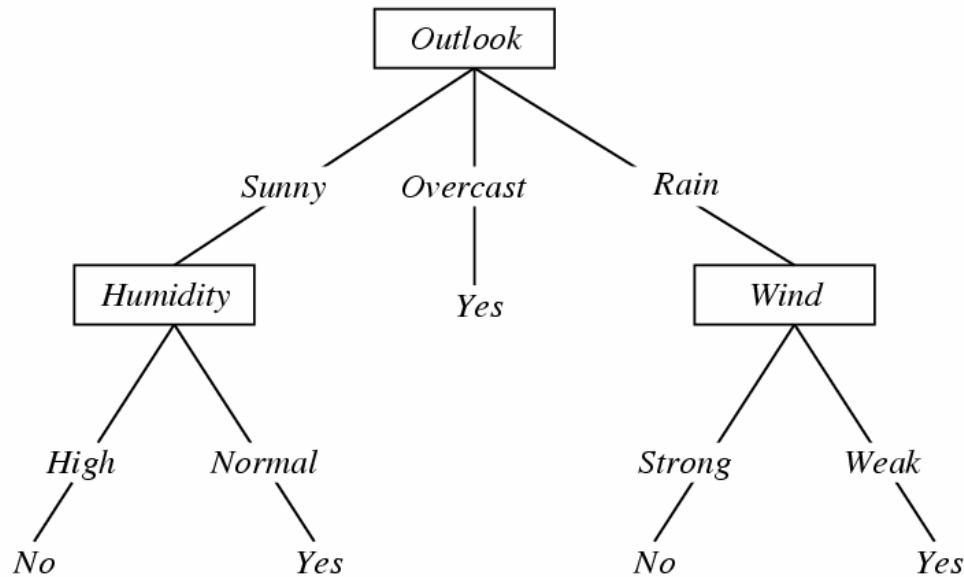 Outlook
Sunny Overcast Rain
Humidity Yes Wind
High Normal Strong Weak
No Yes No Yes